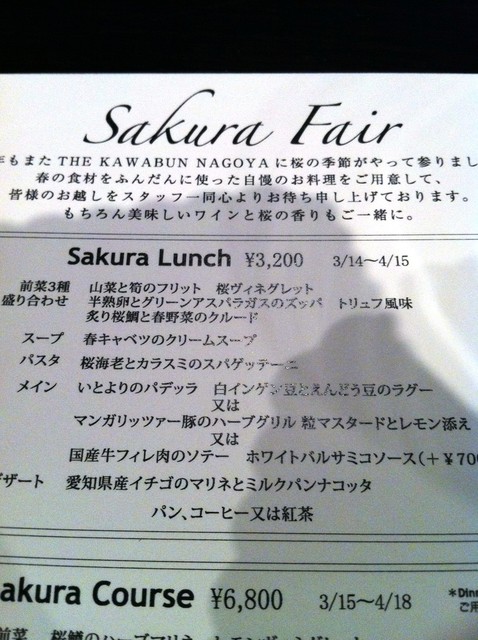 Sakura Fair
もまた THE KAWABUN NAGOYA に桜の季節がやって参りまし
春の食材をふんだんに使った自慢のお料理をご用意して、
皆様のお越しをスタッフ一同心よりお待ち申し上げております。
もちろん美味しいワインと桜の香りもご一緒に。
Sakura Lunch ¥3,200 3/14～4/15
前菜3種 山菜と筍のフリット 桜ヴィネグレット
盛り合わせ 半熟卵とグリーンアスパラガスのズッパ トリュフ風味
炙り桜鯛と春野菜のクルード
スープ 春キャベツのクリームスープ
パスタ 桜海老とカラスミのスパゲッティーニ
メイン いとよりのパデッラ 白インゲン豆とえんどう豆のラグー
又は
マンガリッツァー豚のハーブグリル 粒マスタードとレモン添え
又は
国産牛フィレ肉のソテー ホワイトバルサミコソース(＋￥70
デザート 愛知県産イチゴのマリネとミルクパンナコッタ
パン、コーヒー又は紅茶
akura Course ¥6,800 3/15～4/18 *Dinn
ご用
前菜